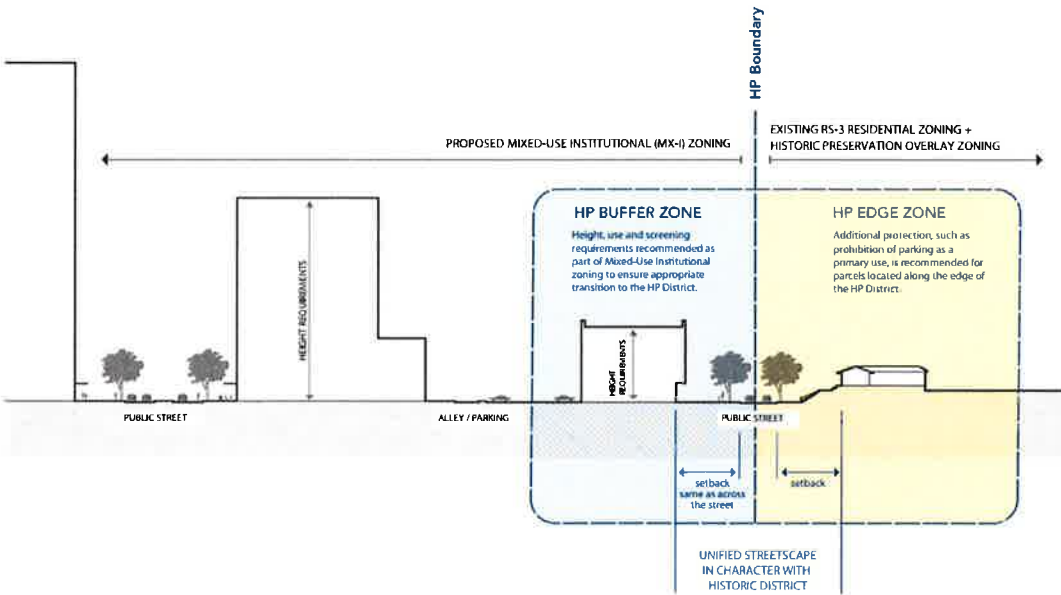 HP Boundary
PROPOSED MIXED-USE INSTITUTIONAL (MX-I) ZONING
EXISTING RS-3 RESIDENTIAL ZONING +
HISTORIC PRESERVATION OVERLAY ZONING
HP BUFFER ZONE
Height, use and screening
requirements recommended as
part of Mixed-Use Institutional
zoning to ensure appropriate
transition to the HP District.
HP EDGE ZONE
Additional protection, such as
prohibition of parking as a
primary use, is recommended for
parcels located along the edge of
the HP District.
HEIGHT REQUIREMENTS
HEIGHT
REQUIREMENTS
PUBLIC STREET
ALLEY / PARKING
PUBLIC STREET
setback
same as across
the street
setback
UNIFIED STREETSCAPE
IN CHARACTER WITH
HISTORIC DISTRICT